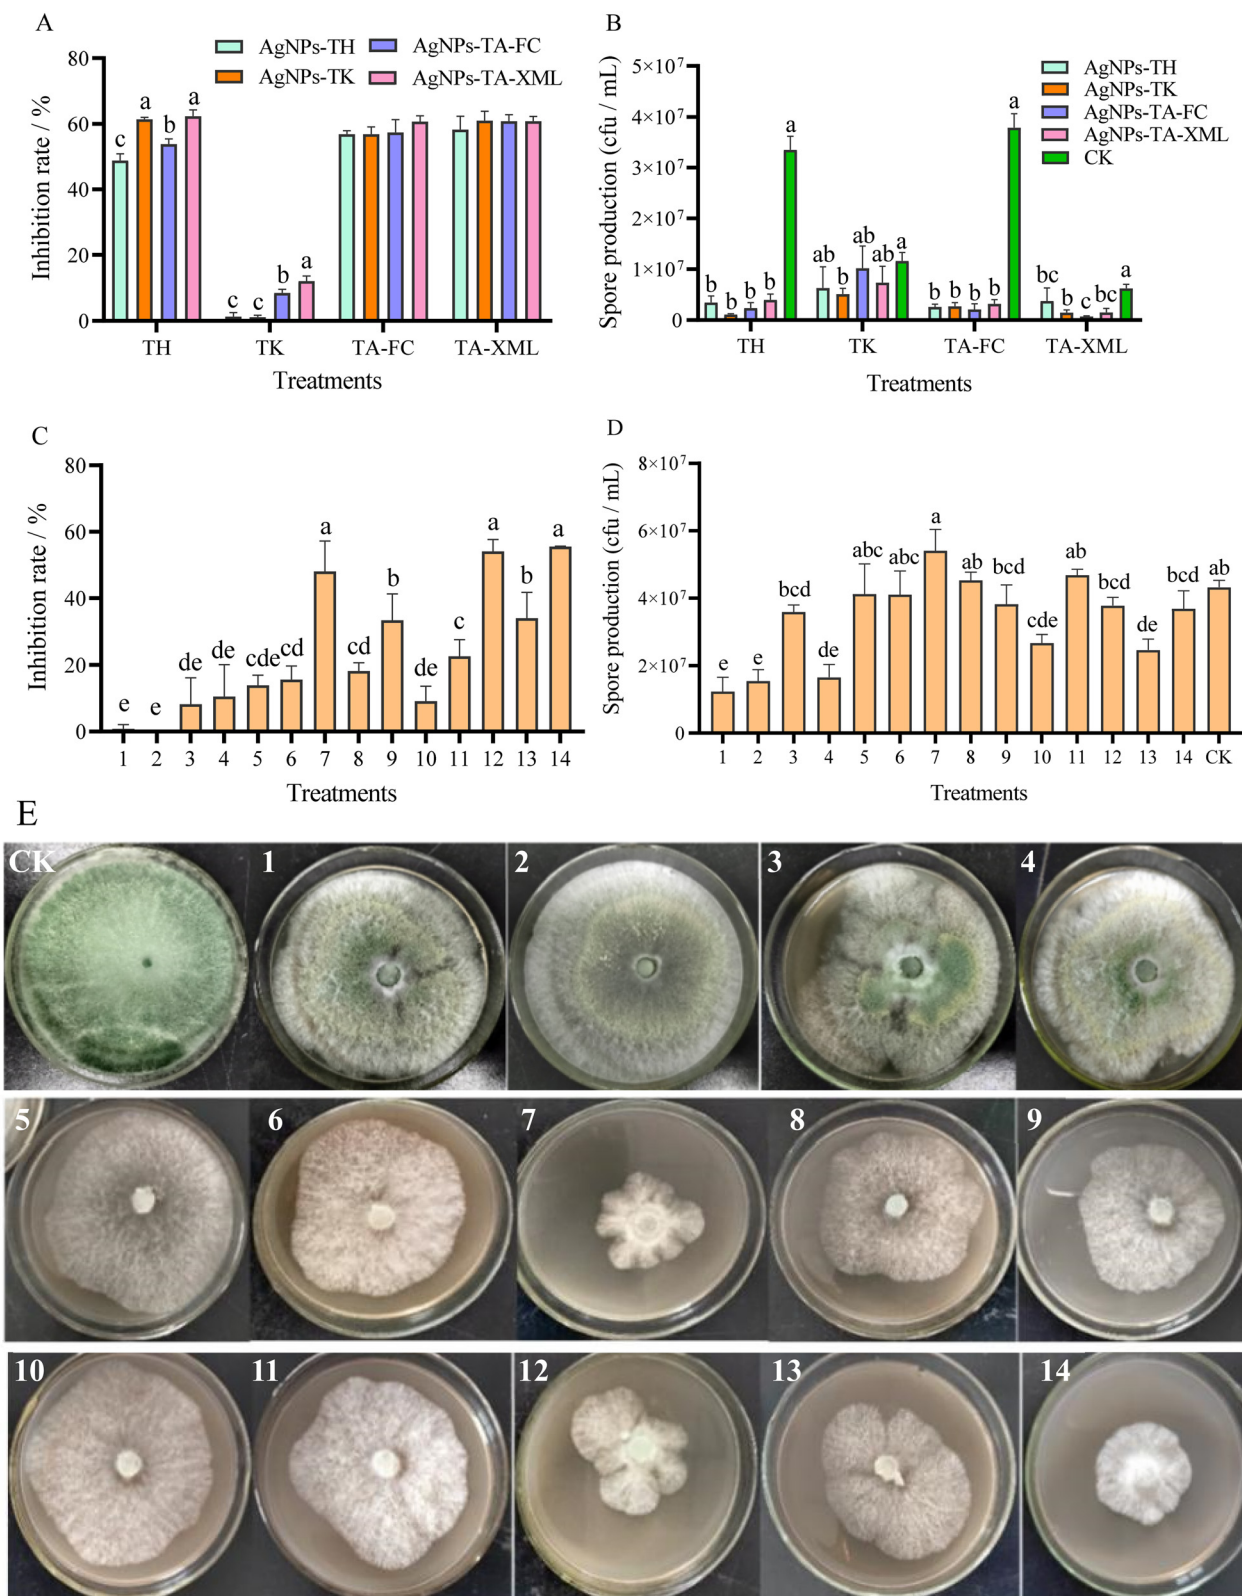 A
AgNPs-TH AgNPs-TA-FC
AgNPs-TK AgNPs-TA-XML
Inhibition rate / %
80
60
40
20
0
c a b a
c c b a
TH TK TA-FC TA-XML
Treatments
B
AgNPs-TH
AgNPs-TK
AgNPs-TA-FC
AgNPs-TA-XML
CK
Spore production (cfu / mL)
5×10⁷
4×10⁷
3×10⁷
2×10⁷
1×10⁷
0
b b b b a
ab b ab ab a
b b b b a
bc b c bc a
TH TK TA-FC TA-XML
Treatments
C
Inhibition rate / %
80
60
40
20
0
e e de de cde cd a cd b de c a b a
1 2 3 4 5 6 7 8 9 10 11 12 13 14
Treatments
D
Spore production (cfu / mL)
8×10⁷
6×10⁷
4×10⁷
2×10⁷
0
e e bcd de abc abc a ab bcd cde ab bcd de bcd ab
1 2 3 4 5 6 7 8 9 10 11 12 13 14 CK
Treatments
E
CK 1 2 3 4
5 6 7 8 9
10 11 12 13 14